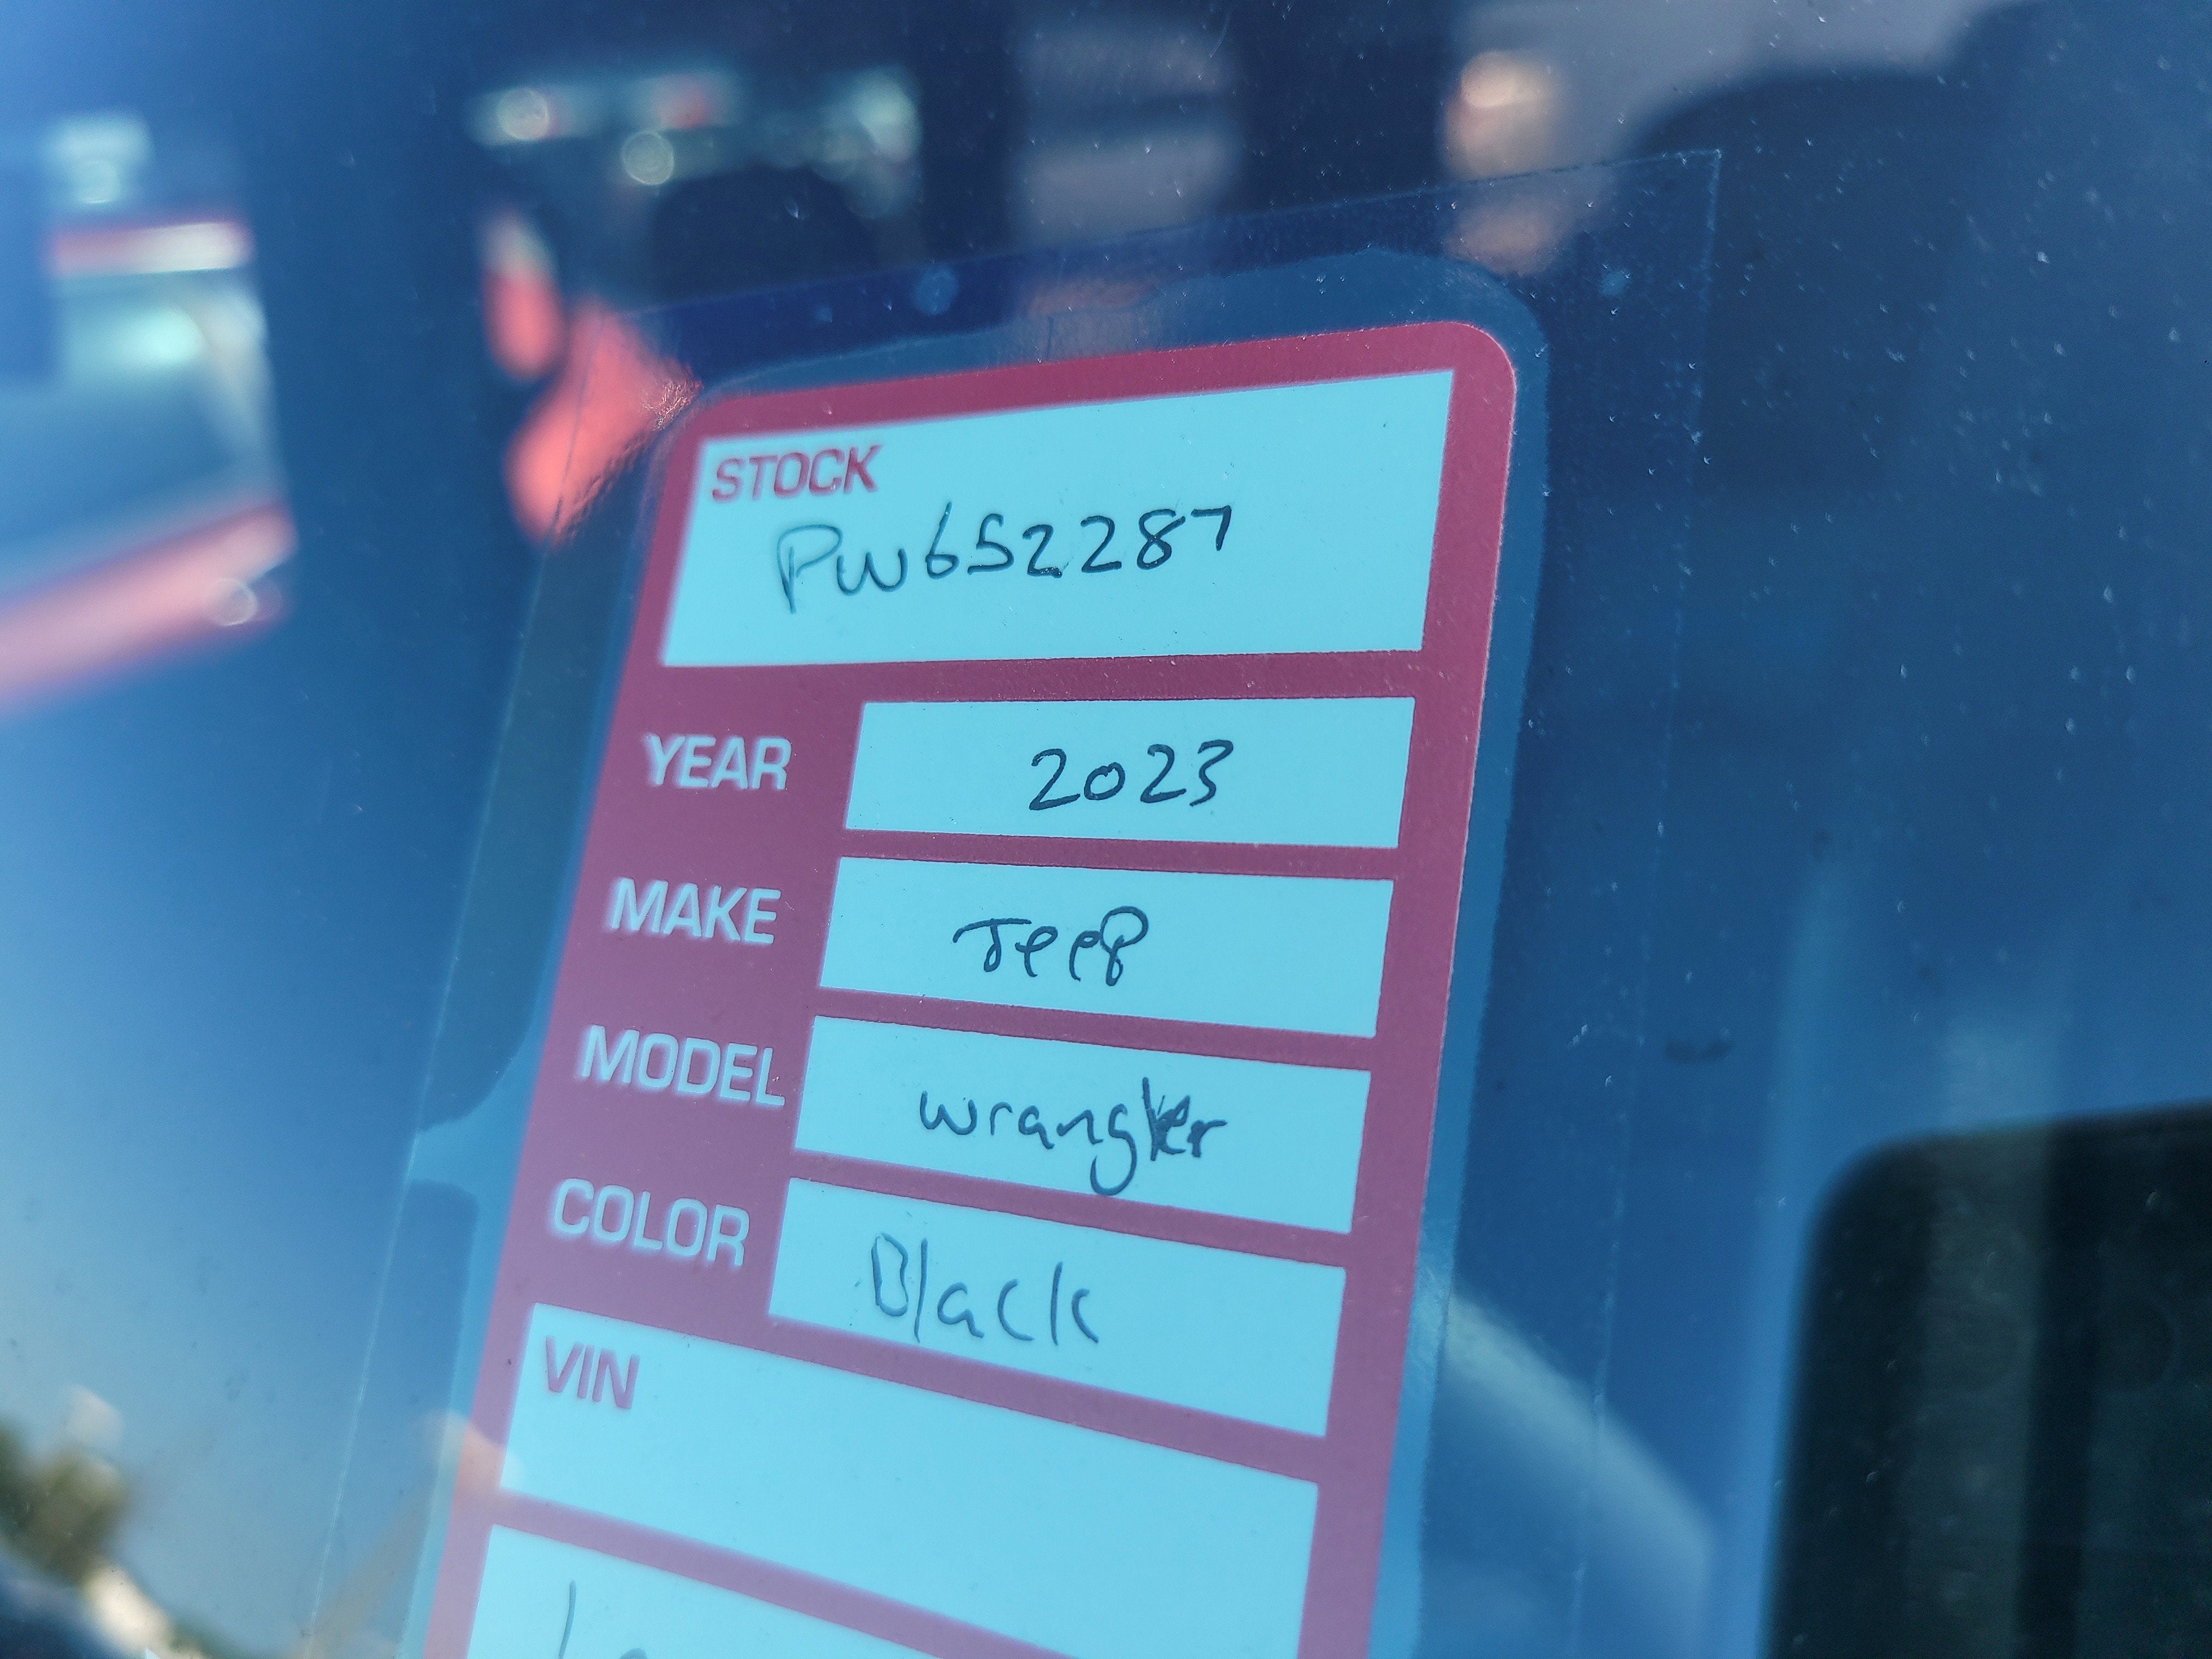 STOCK
PW652287
YEAR 2023
MAKE Jeep
MODEL wrangler
COLOR Black
VIN